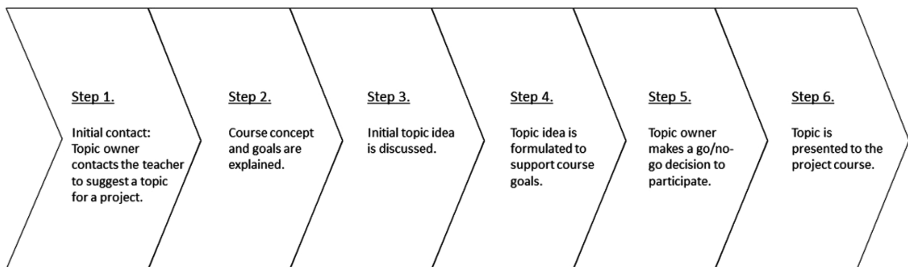 Step 1.
Initial contact:
Topic owner
contacts the teacher
to suggest a topic
for a project.
Step 2.
Course concept
and goals are
explained.
Step 3.
Initial topic idea
is discussed.
Step 4.
Topic idea is
formulated to
support course
goals.
Step 5.
Topic owner
makes a go/no-
go decision to
participate.
Step 6.
Topic is
presented to the
project course.